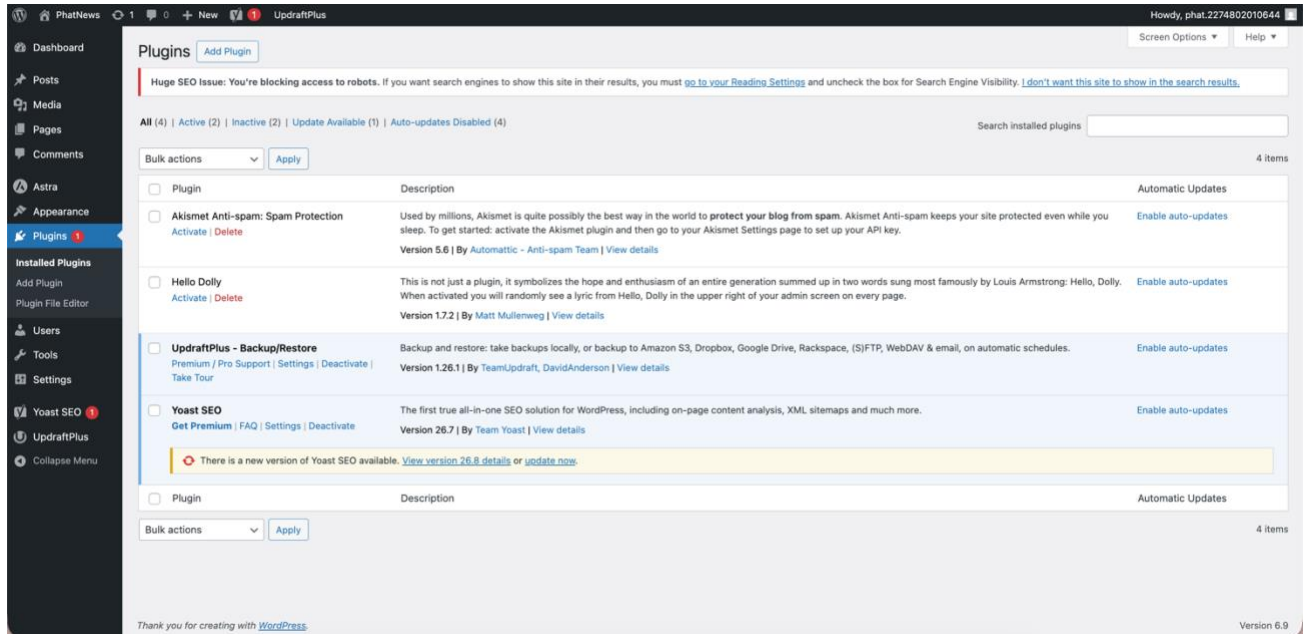 PhatNews 1 0 + New 1 UpdraftPlus Howdy, phat.2274802010644
Screen Options ▼ Help ▼
Dashboard
Posts
Media
Pages
Comments
Astra
Appearance
Plugins 1
Installed Plugins
Add Plugin
Plugin File Editor
Users
Tools
Settings
Yoast SEO 1
UpdraftPlus
Collapse Menu
Plugins Add Plugin
Huge SEO Issue: You're blocking access to robots. If you want search engines to show this site in their results, you must go to your Reading Settings and uncheck the box for Search Engine Visibility. I don't want this site to show in the search results.
All (4) | Active (2) | Inactive (2) | Update Available (1) | Auto-updates Disabled (4)
Search installed plugins
Bulk actions Apply 4 items
Plugin Description Automatic Updates
Akismet Anti-spam: Spam Protection
Activate | Delete
Used by millions, Akismet is quite possibly the best way in the world to protect your blog from spam. Akismet Anti-spam keeps your site protected even while you
sleep. To get started: activate the Akismet plugin and then go to your Akismet Settings page to set up your API key.
Version 5.6 | By Automattic - Anti-spam Team | View details
Enable auto-updates
Hello Dolly
Activate | Delete
This is not just a plugin, it symbolizes the hope and enthusiasm of an entire generation summed up in two words sung most famously by Louis Armstrong: Hello, Dolly.
When activated you will randomly see a lyric from Hello, Dolly in the upper right of your admin screen on every page.
Version 1.7.2 | By Matt Mullenweg | View details
Enable auto-updates
UpdraftPlus - Backup/Restore
Premium / Pro Support | Settings | Deactivate |
Take Tour
Backup and restore: take backups locally, or backup to Amazon S3, Dropbox, Google Drive, Rackspace, (S)FTP, WebDAV & email, on automatic schedules.
Version 1.26.1 | By TeamUpdraft, DavidAnderson | View details
Enable auto-updates
Yoast SEO
Get Premium | FAQ | Settings | Deactivate
The first true all-in-one SEO solution for WordPress, including on-page content analysis, XML sitemaps and much more.
Version 26.7 | By Team Yoast | View details
Enable auto-updates
There is a new version of Yoast SEO available. View version 26.8 details or update now.
Plugin Description Automatic Updates
Bulk actions Apply 4 items
Thank you for creating with WordPress. Version 6.9